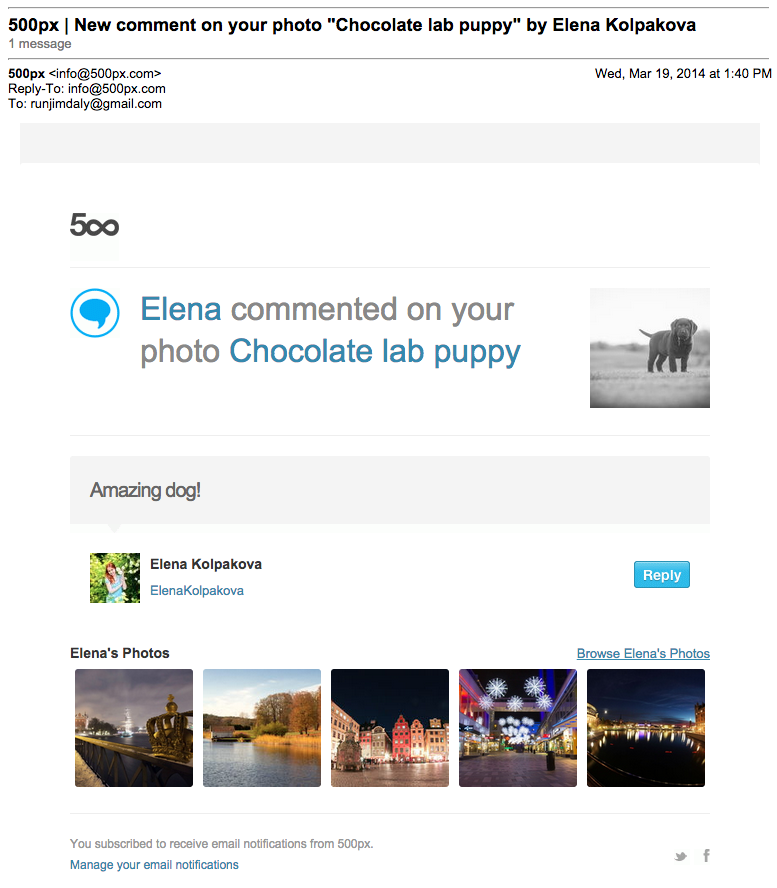 500px | New comment on your photo "Chocolate lab puppy" by Elena Kolpakova
1 message
500px <info@500px.com> Wed, Mar 19, 2014 at 1:40 PM
Reply-To: info@500px.com
To: runjimdaly@gmail.com
500
Elena commented on your
photo Chocolate lab puppy
Amazing dog!
Elena Kolpakova
ElenaKolpakova
Reply
Elena's Photos Browse Elena's Photos
You subscribed to receive email notifications from 500px.
Manage your email notifications